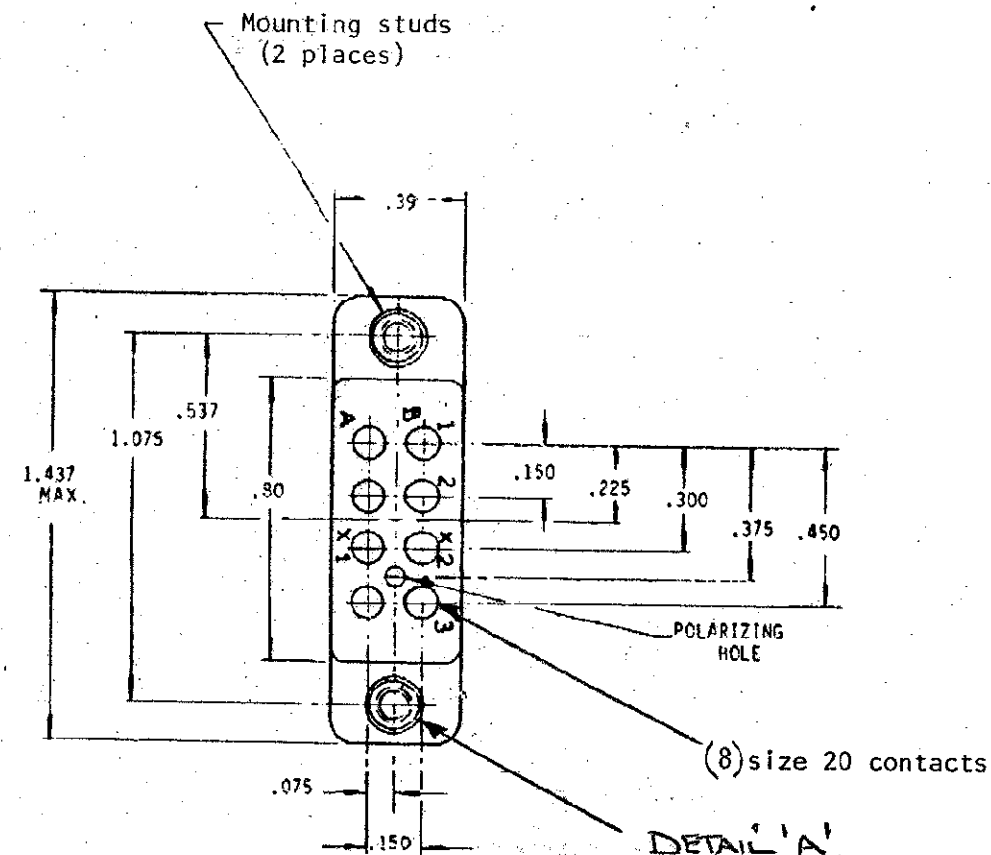 Mounting studs
(2 places)
.39
A
B
1
.537
1.075
1.437
MAX.
.80
2
.150
.225
.300
.375
.450
X1
X2
3
POLARIZING
HOLE
(8) size 20 contacts
.075
.150
DETAIL 'A'